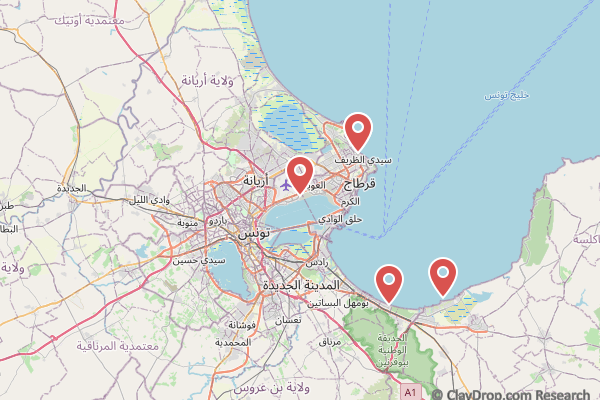 معتمدية أوتيك
ولاية أريانة
خليج تونس
سيدي الظريف
أريانة
قرطاج
الجديدة
وادي الليل
الكرم
منوبة
باردو
حلق الوادي
تونس
سيدي حسين
رادس
المدينة الجديدة
بومهل البساتين
فوشانة
نعسان
المحمدية
مرناق
معتمدية المرناقية
الحديقة
الوطنية
ببوقرنين
ولاية بن عروس
A1
© ClayDrop.com Research